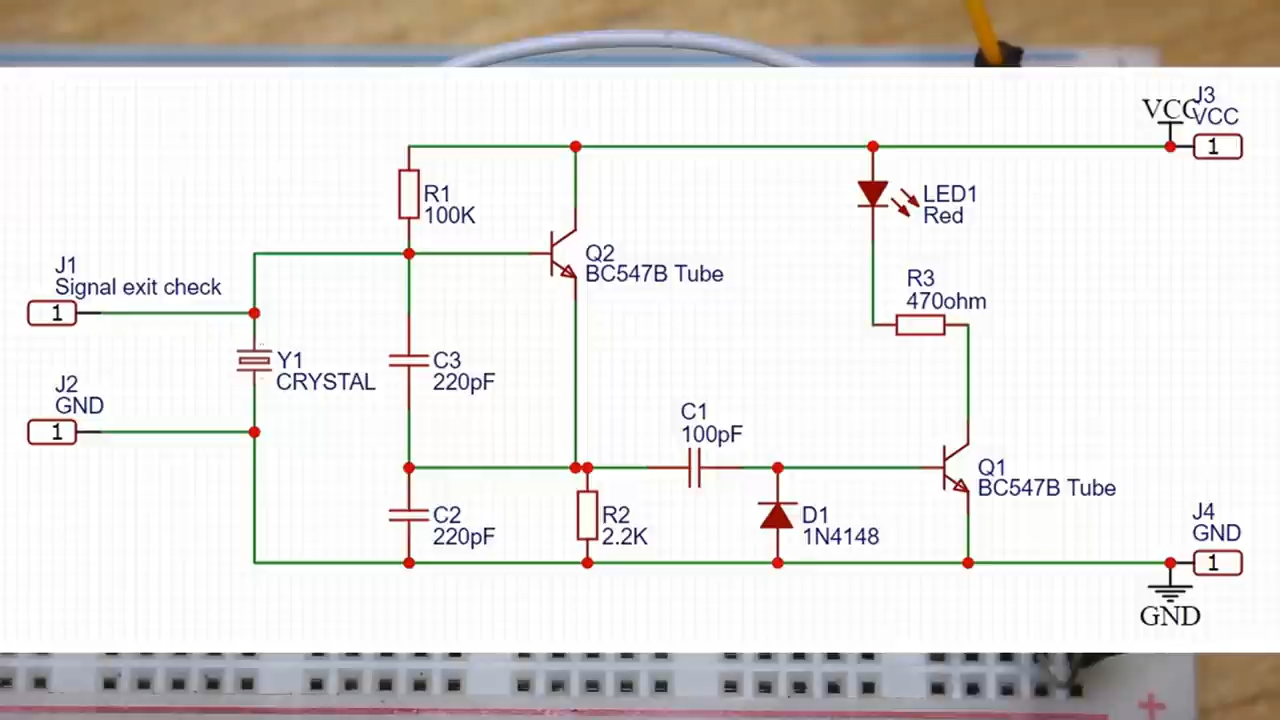 VCC
J3
VCC
1
R1
100K
LED1
Red
Q2
BC547B Tube
J1
Signal exit check
1
R3
470ohm
Y1
CRYSTAL
C3
220pF
J2
GND
1
C1
100pF
Q1
BC547B Tube
C2
220pF
R2
2.2K
D1
1N4148
J4
GND
1
GND
+